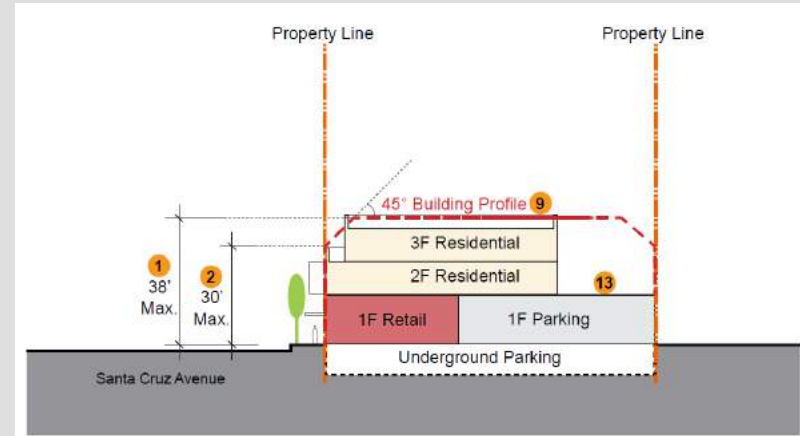 Property Line
Property Line
45° Building Profile 9
3F Residential
1
38'
Max.
2
30'
Max.
2F Residential
13
1F Retail
1F Parking
Underground Parking
Santa Cruz Avenue